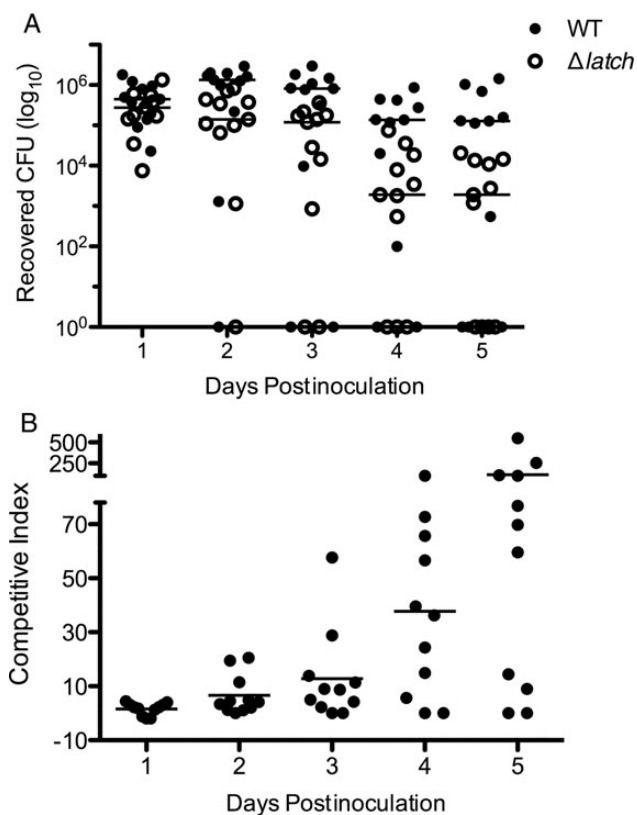 A
WT
Δlatch
Recovered CFU (log10)
10^6
10^4
10^2
10^0
1 2 3 4 5
Days Postinoculation
B
Competitive Index
500
250
70
50
30
10
-10
1 2 3 4 5
Days Postinoculation